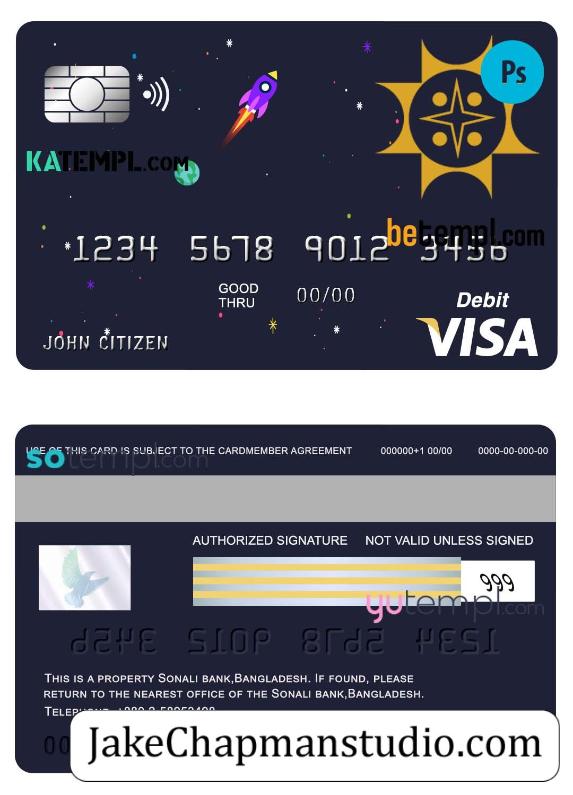 Ps
KATEMPL.COM
betempl.com
1234 5678 9012 3456
GOOD
THRU
00/00
Debit
VISA
JOHN CITIZEN
USE OF THIS CARD IS SUBJECT TO THE CARDMEMBER AGREEMENT 000000+1 00/00 0000-00-000-00
sotempl.com
AUTHORIZED SIGNATURE NOT VALID UNLESS SIGNED
999
yutempl.com
THIS IS A PROPERTY SONALI BANK,BANGLADESH. IF FOUND, PLEASE
RETURN TO THE NEAREST OFFICE OF THE SONALI BANK,BANGLADESH.
JakeChapmanstudio.com